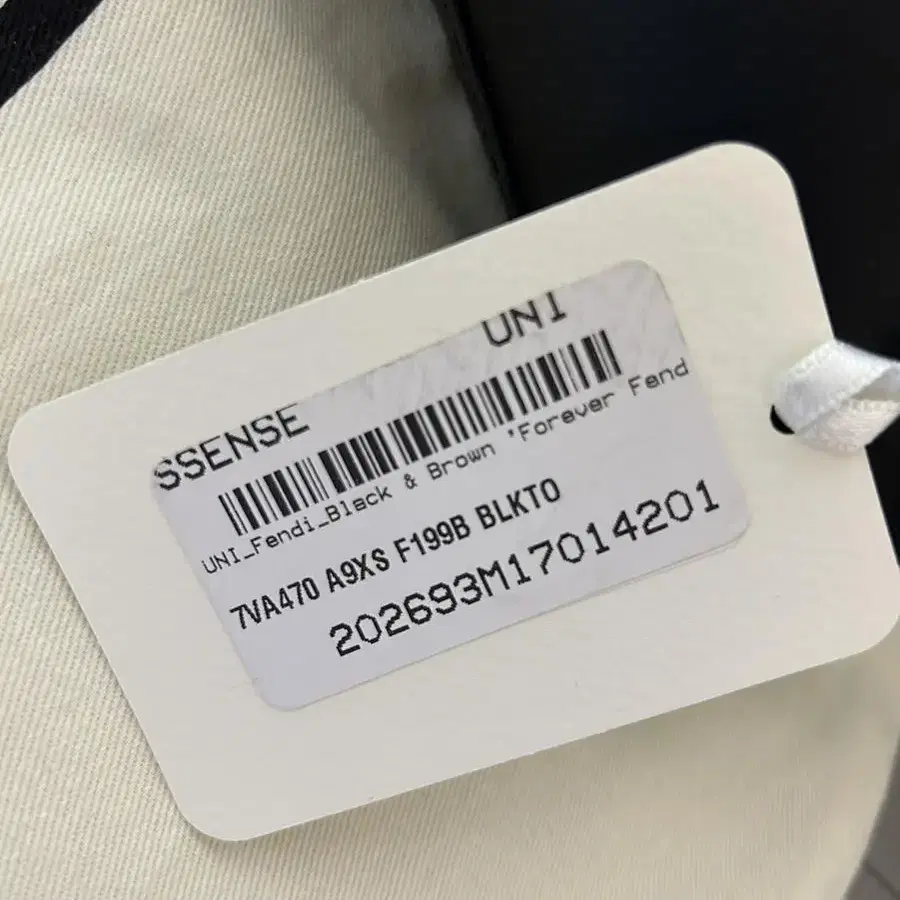 SSENSE UNI
UNI_Fendi_Black & Brown 'Forever Fend
7VA470 A9XS F199B BLKTO
202693M17014201